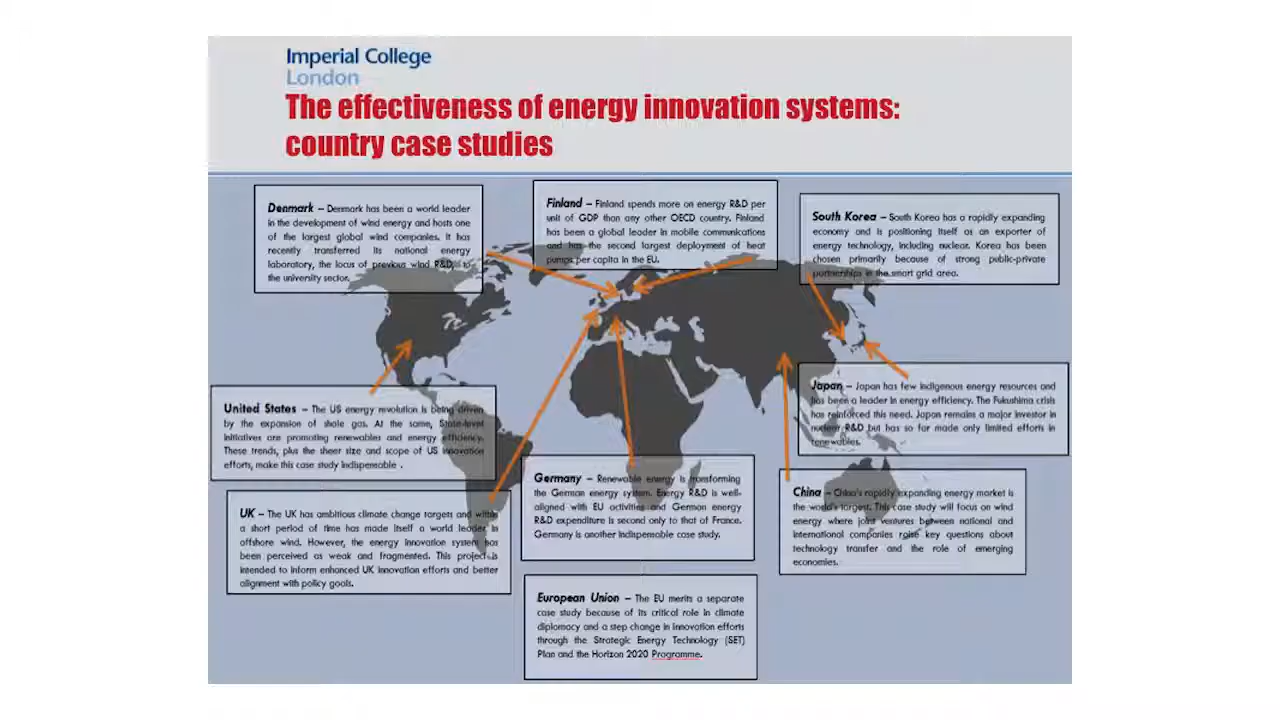 Imperial College
London
The effectiveness of energy innovation systems:
country case studies
Denmark – Denmark has been a world leader
in the development of wind energy and hosts one
of the largest global wind companies. It has
recently transferred its national energy
laboratory, the locus of previous wind R&D, to
the university sector.
Finland – Finland spends more on energy R&D per
unit of GDP than any other OECD country. Finland
has been a global leader in mobile communications
and has the second largest deployment of heat
pumps per capita in the EU.
South Korea – South Korea has a rapidly expanding
economy and is positioning itself as an exporter of
energy technology, including nuclear. Korea has been
chosen primarily because of strong public-private
partnerships in the smart grid area.
United States – The US energy revolution is being driven
by the expansion of shale gas. At the same, State-level
initiatives are promoting renewables and energy efficiency.
These trends, plus the sheer size and scope of US innovation
efforts, make this case study indispensable .
Japan – Japan has few indigenous energy resources and
has been a leader in energy efficiency. The Fukushima crisis
has reinforced this need. Japan remains a major investor in
nuclear R&D but has so far made only limited efforts in
renewables.
UK – The UK has ambitious climate change targets and within
a short period of time has made itself a world leader in
offshore wind. However, the energy innovation system has
been perceived as weak and fragmented. This project is
intended to inform enhanced UK innovation efforts and better
alignment with policy goals.
Germany – Renewable energy is transforming
the German energy system. Energy R&D is well-
aligned with EU activities and German energy
R&D expenditure is second only to that of France.
Germany is another indispensable case study.
China – China's rapidly expanding energy market is
the world's largest. This case study will focus on wind
energy where joint ventures between national and
international companies raise key questions about
technology transfer and the role of emerging
economies.
European Union – The EU merits a separate
case study because of its critical role in climate
diplomacy and a step change in innovation efforts
through the Strategic Energy Technology (SET)
Plan and the Horizon 2020 Programme.